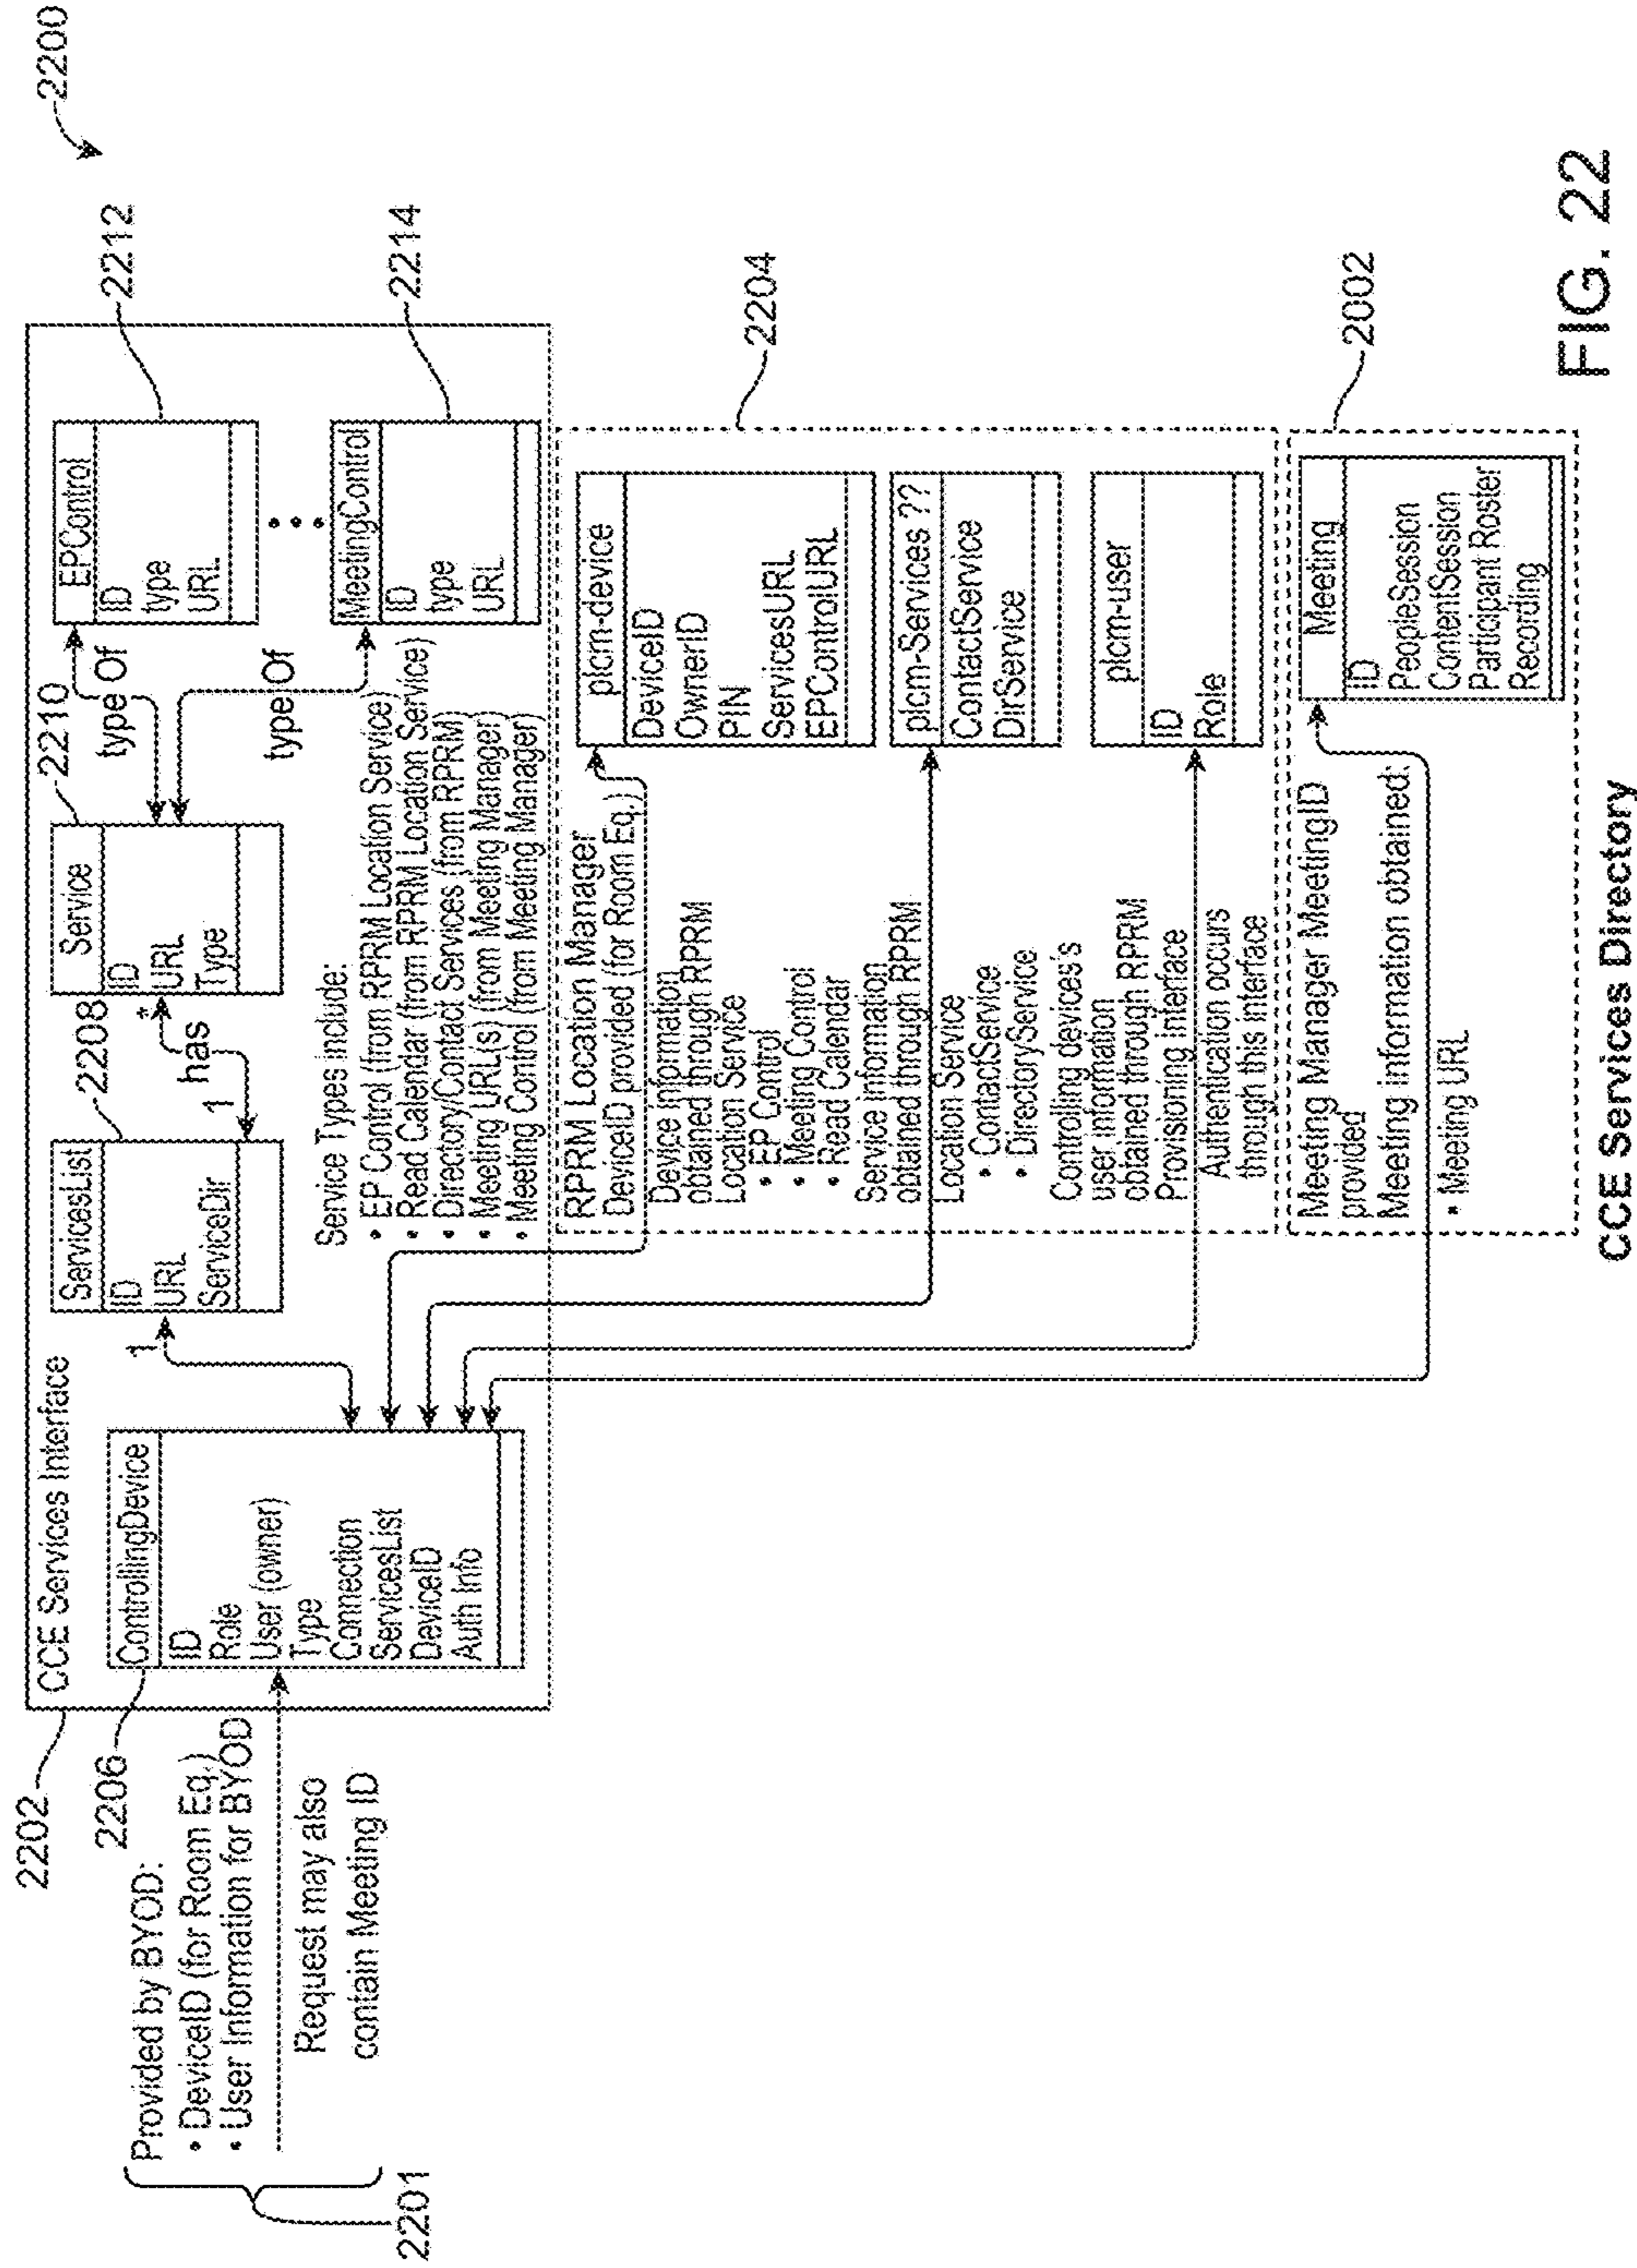 2200
2202
CCE Services Interface
2201
Provided by BYOD:
• DeviceID (for Room Eq.)
• User Information for BYOD
Request may also
contain Meeting ID
2206
ControllingDevice
ID
Role
User (owner)
Type
Connection
ServicesList
DeviceID
Auth Info
1
2208
ServicesList
ID
URL
ServiceDir
1
has
*
2210
Service
ID
URL
Type
type Of
type Of
2212
EPControl
ID
type
URL
• • •
2214
MeetingControl
ID
type
URL
Service Types include:
• EP Control (from RPRM Location Service)
• Read Calendar (from RPRM Location Service)
• Directory/Contact Services (from RPRM)
• Meeting URL(s) (from Meeting Manager)
• Meeting Control (from Meeting Manager)
2204
RPRM Location Manager
DeviceID provided (for Room Eq.)
Device information
obtained through RPRM
Location Service
• EP Control
• Meeting Control
• Read Calendar
Service Information
obtained through RPRM
Location Service
• ContactService
• DirectoryService
Controlling devices's
user information
obtained through RPRM
Provisioning Interface
Authentication occurs
through this interface
plcm-device
DeviceID
OwnerID
PIN
ServicesURL
EPControlURL
plcm-Services ??
ContactService
DirService
plcm-user
ID
Role
2002
Meeting Manager MeetingID
provided
Meeting information obtained:
• Meeting URL
Meeting
ID
PeopleSession
ContentSession
Participant Roster
Recording
CCE Services Directory
FIG. 22